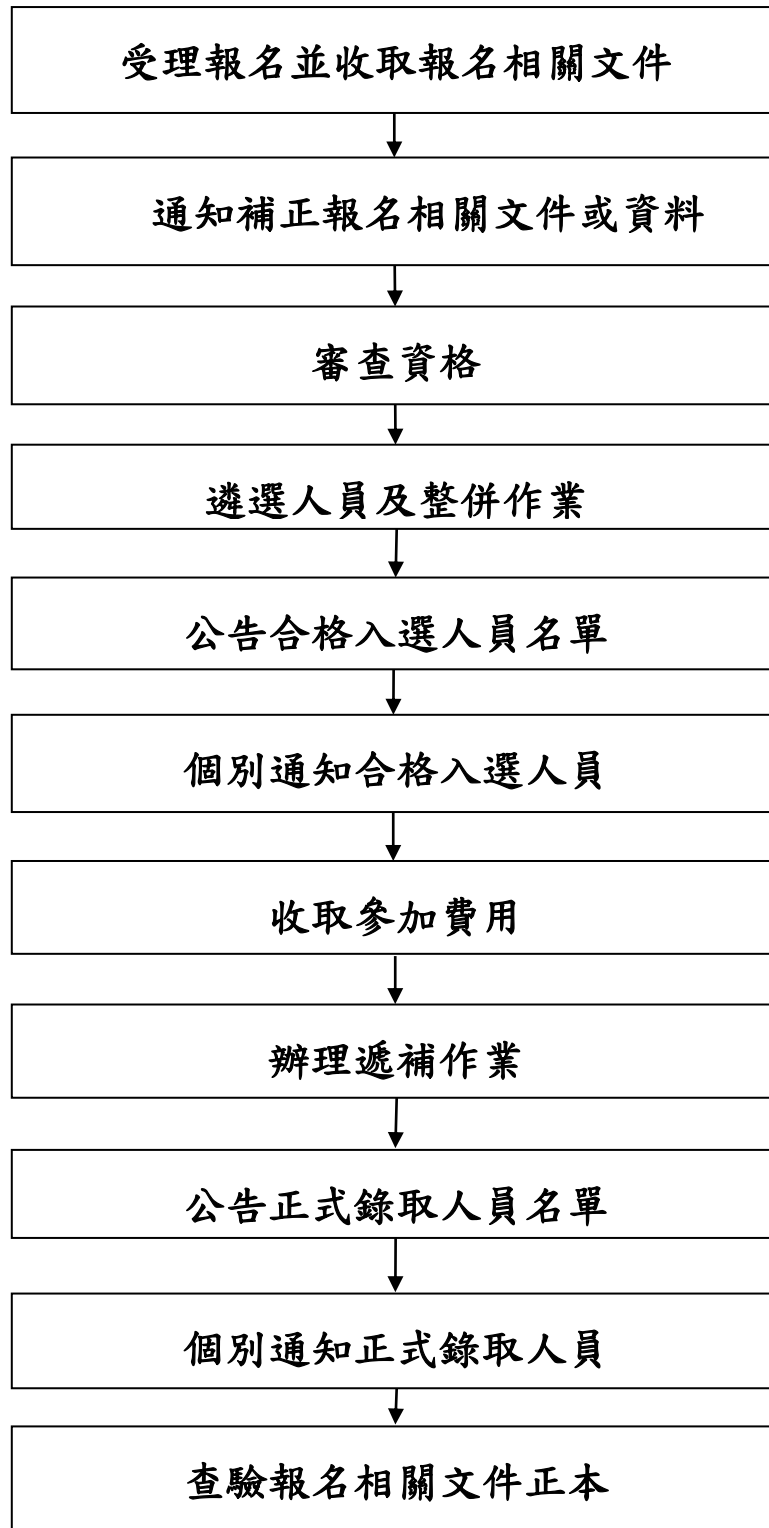 受理報名並收取報名相關文件
通知補正報名相關文件或資料
審查資格
遴選人員及整併作業
公告合格入選人員名單
個別通知合格入選人員
收取參加費用
辦理遞補作業
公告正式錄取人員名單
個別通知正式錄取人員
查驗報名相關文件正本